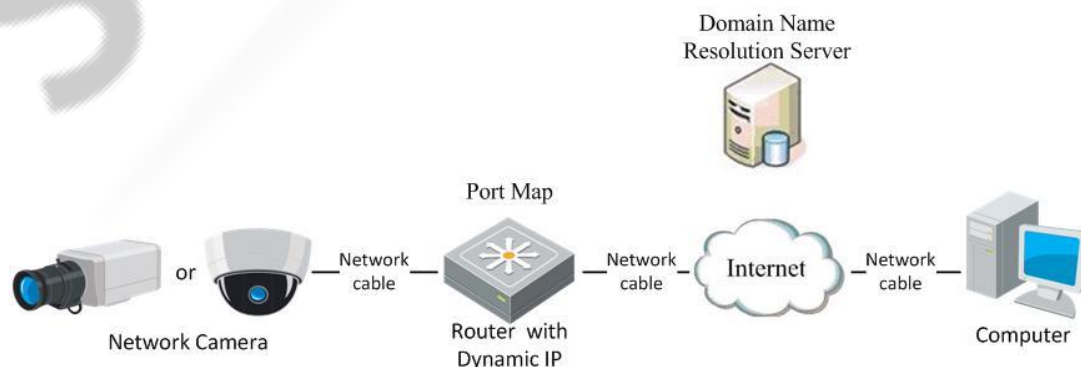 Domain Name
Resolution Server
Port Map
or
Network
cable
Network
cable
Internet
Network
cable
Network Camera
Router with
Dynamic IP
Computer